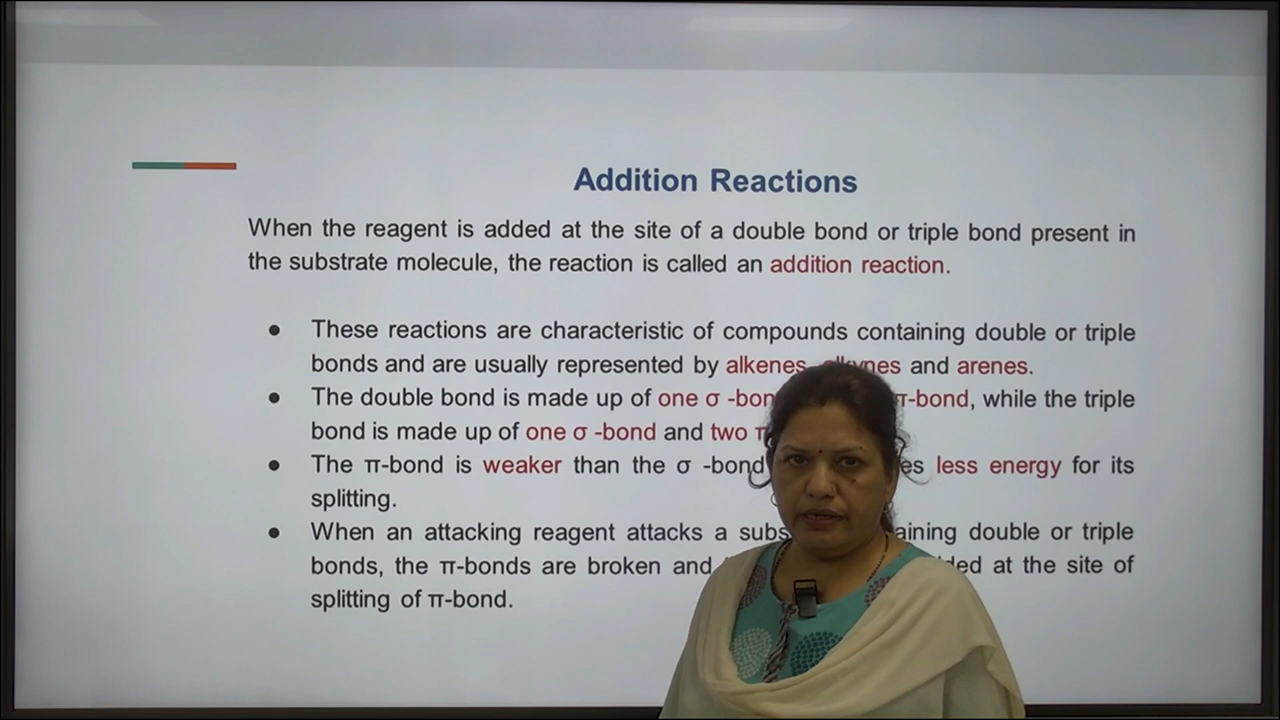 Addition Reactions
When the reagent is added at the site of a double bond or triple bond present in
the substrate molecule, the reaction is called an addition reaction.
● These reactions are characteristic of compounds containing double or triple
bonds and are usually represented by alkenes, alkynes and arenes.
● The double bond is made up of one σ -bon π-bond, while the triple
bond is made up of one σ -bond and two π
● The π-bond is weaker than the σ -bond es less energy for its
splitting.
● When an attacking reagent attacks a subs aining double or triple
bonds, the π-bonds are broken and ded at the site of
splitting of π-bond.